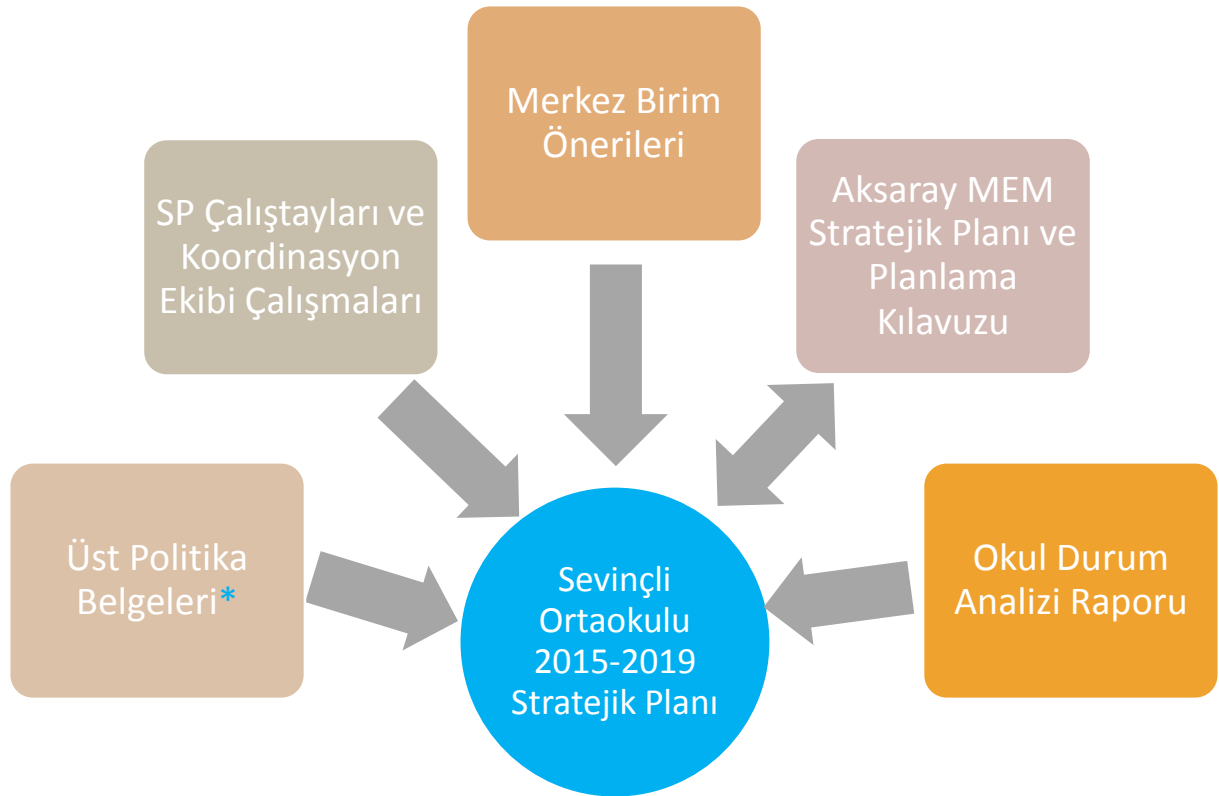 Merkez Birim
Önerileri
SP Çalıştayları ve
Koordinasyon
Ekibi Çalışmaları
Aksaray MEM
Stratejik Planı ve
Planlama
Kılavuzu
Üst Politika
Belgeleri*
Okul Durum
Analizi Raporu
Sevinçli
Ortaokulu
2015-2019
Stratejik Planı